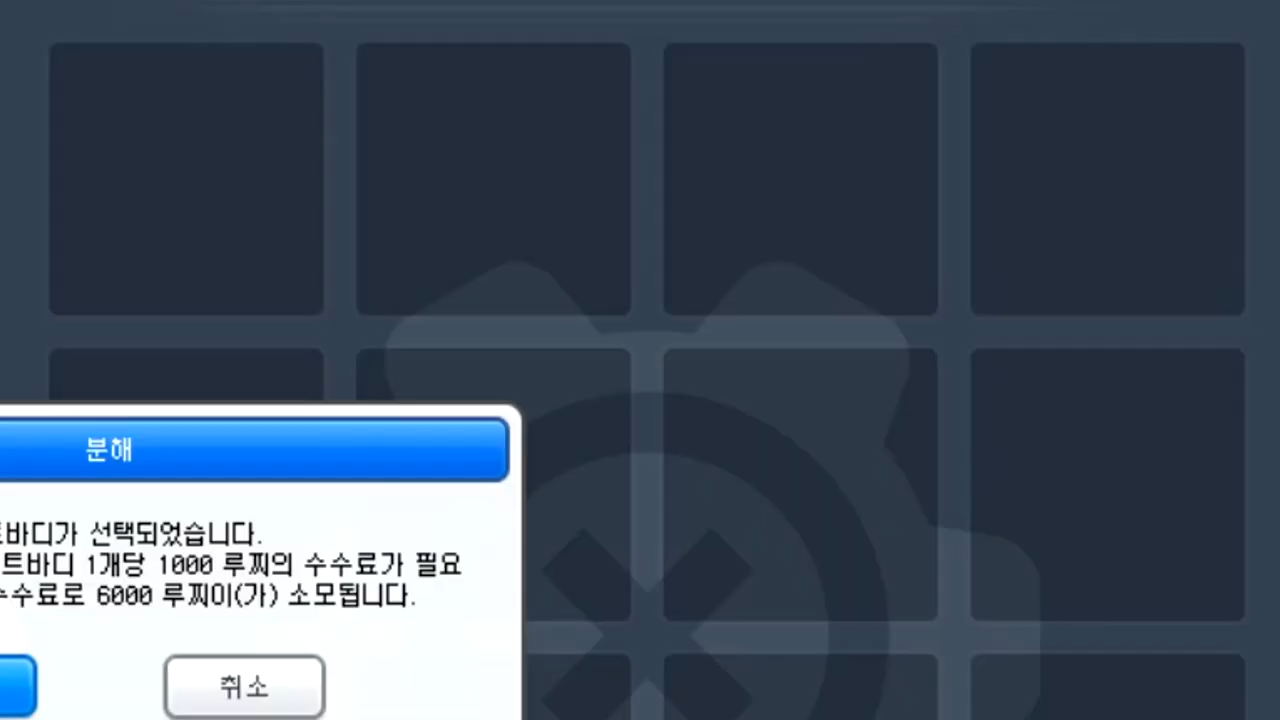 분해
바디가 선택되었습니다.
트바디 1개당 1000 루찌의 수수료가 필요
수수료로 6000 루찌이(가) 소모됩니다.
취소